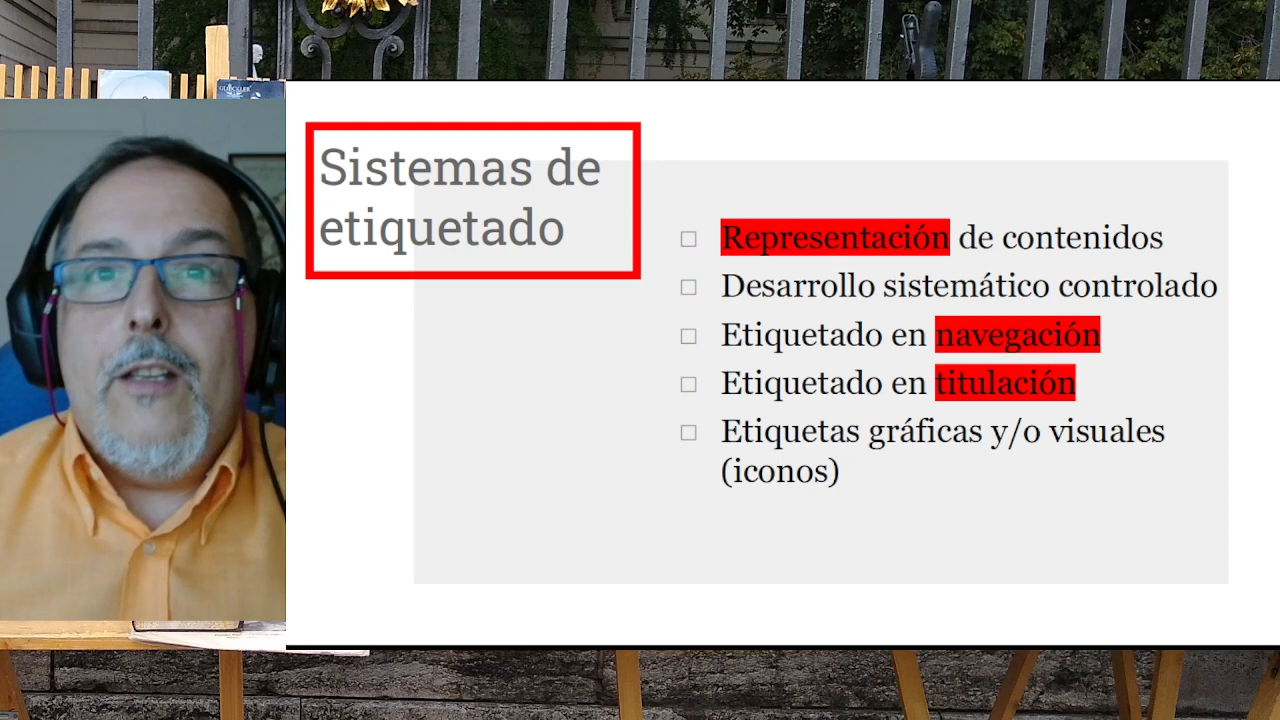 Sistemas de
etiquetado
Representación de contenidos
Desarrollo sistemático controlado
Etiquetado en navegación
Etiquetado en titulación
Etiquetas gráficas y/o visuales
(iconos)